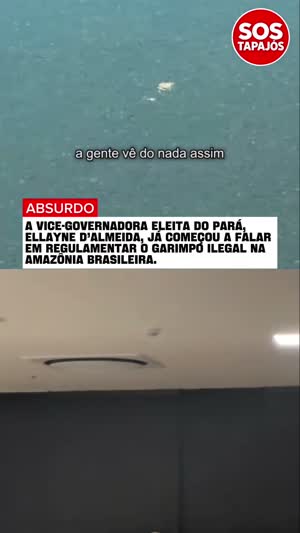 SOS
TAPAJÓS
a gente vê do nada assim
ABSURDO
A VICE-GOVERNADORA ELEITA DO PARÁ,
ELLAYNE D’ALMEIDA, JÁ COMEÇOU A FALAR
EM REGULAMENTAR O GARIMPO ILEGAL NA
AMAZÔNIA BRASILEIRA.